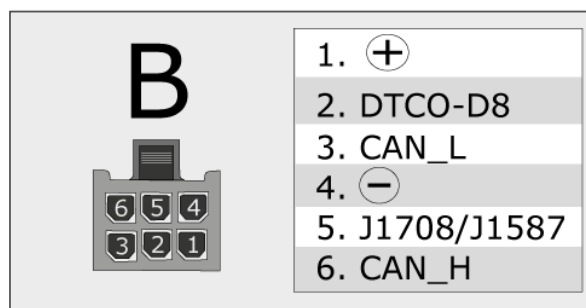 B
6 5 4
3 2 1
1. +
2. DTCO-D8
3. CAN_L
4. −
5. J1708/J1587
6. CAN_H